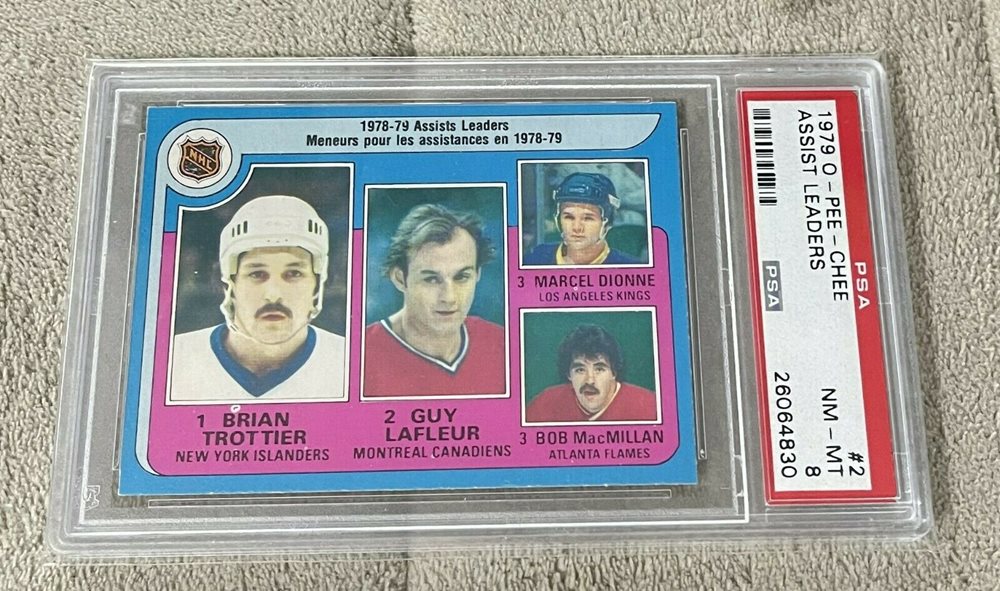 1978-79 Assists Leaders
Meneurs pour les assistances en 1978-79
NHL
1 BRIAN
TROTTIER
NEW YORK ISLANDERS
2 GUY
LAFLEUR
MONTREAL CANADIENS
3 MARCEL DIONNE
LOS ANGELES KINGS
3 BOB MacMILLAN
ATLANTA FLAMES
PSA
1979 O-PEE-CHEE #2
ASSIST LEADERS NM-MT
PSA 8
26064830